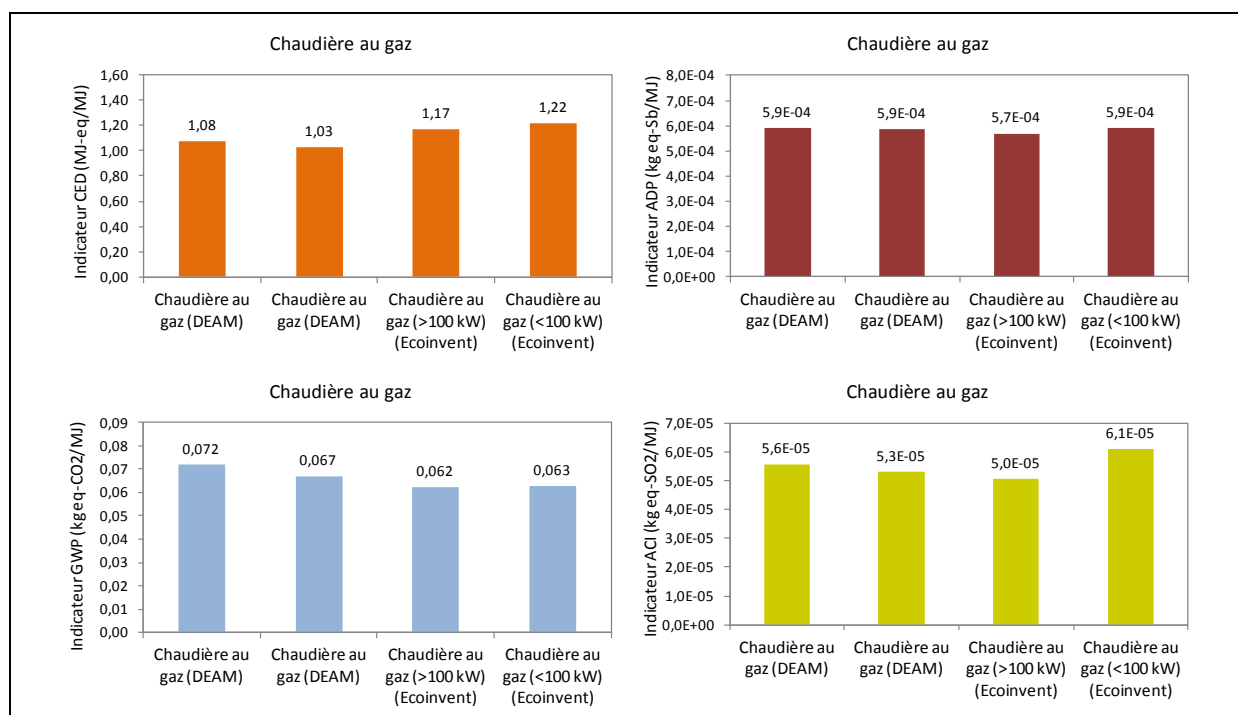 Chaudière au gaz
Indicateur CED (MJ-eq/MJ)
1,60
1,40
1,20
1,00
0,80
0,60
0,40
0,20
0,00
1,08
1,03
1,17
1,22
Chaudière au
gaz (DEAM)
Chaudière au
gaz (DEAM)
Chaudière au
gaz (>100 kW)
(Ecoinvent)
Chaudière au
gaz (<100 kW)
(Ecoinvent)
Chaudière au gaz
Indicateur ADP (kg eq-Sb/MJ)
8,0E-04
7,0E-04
6,0E-04
5,0E-04
4,0E-04
3,0E-04
2,0E-04
1,0E-04
0,0E+00
5,9E-04
5,9E-04
5,7E-04
5,9E-04
Chaudière au
gaz (DEAM)
Chaudière au
gaz (DEAM)
Chaudière au
gaz (>100 kW)
(Ecoinvent)
Chaudière au
gaz (<100 kW)
(Ecoinvent)
Chaudière au gaz
Indicateur GWP (kg eq-CO2/MJ)
0,09
0,08
0,07
0,06
0,05
0,04
0,03
0,02
0,01
0,00
0,072
0,067
0,062
0,063
Chaudière au
gaz (DEAM)
Chaudière au
gaz (DEAM)
Chaudière au
gaz (>100 kW)
(Ecoinvent)
Chaudière au
gaz (<100 kW)
(Ecoinvent)
Chaudière au gaz
Indicateur ACI (kg eq-SO2/MJ)
7,0E-05
6,0E-05
5,0E-05
4,0E-05
3,0E-05
2,0E-05
1,0E-05
0,0E+00
5,6E-05
5,3E-05
5,0E-05
6,1E-05
Chaudière au
gaz (DEAM)
Chaudière au
gaz (DEAM)
Chaudière au
gaz (>100 kW)
(Ecoinvent)
Chaudière au
gaz (<100 kW)
(Ecoinvent)